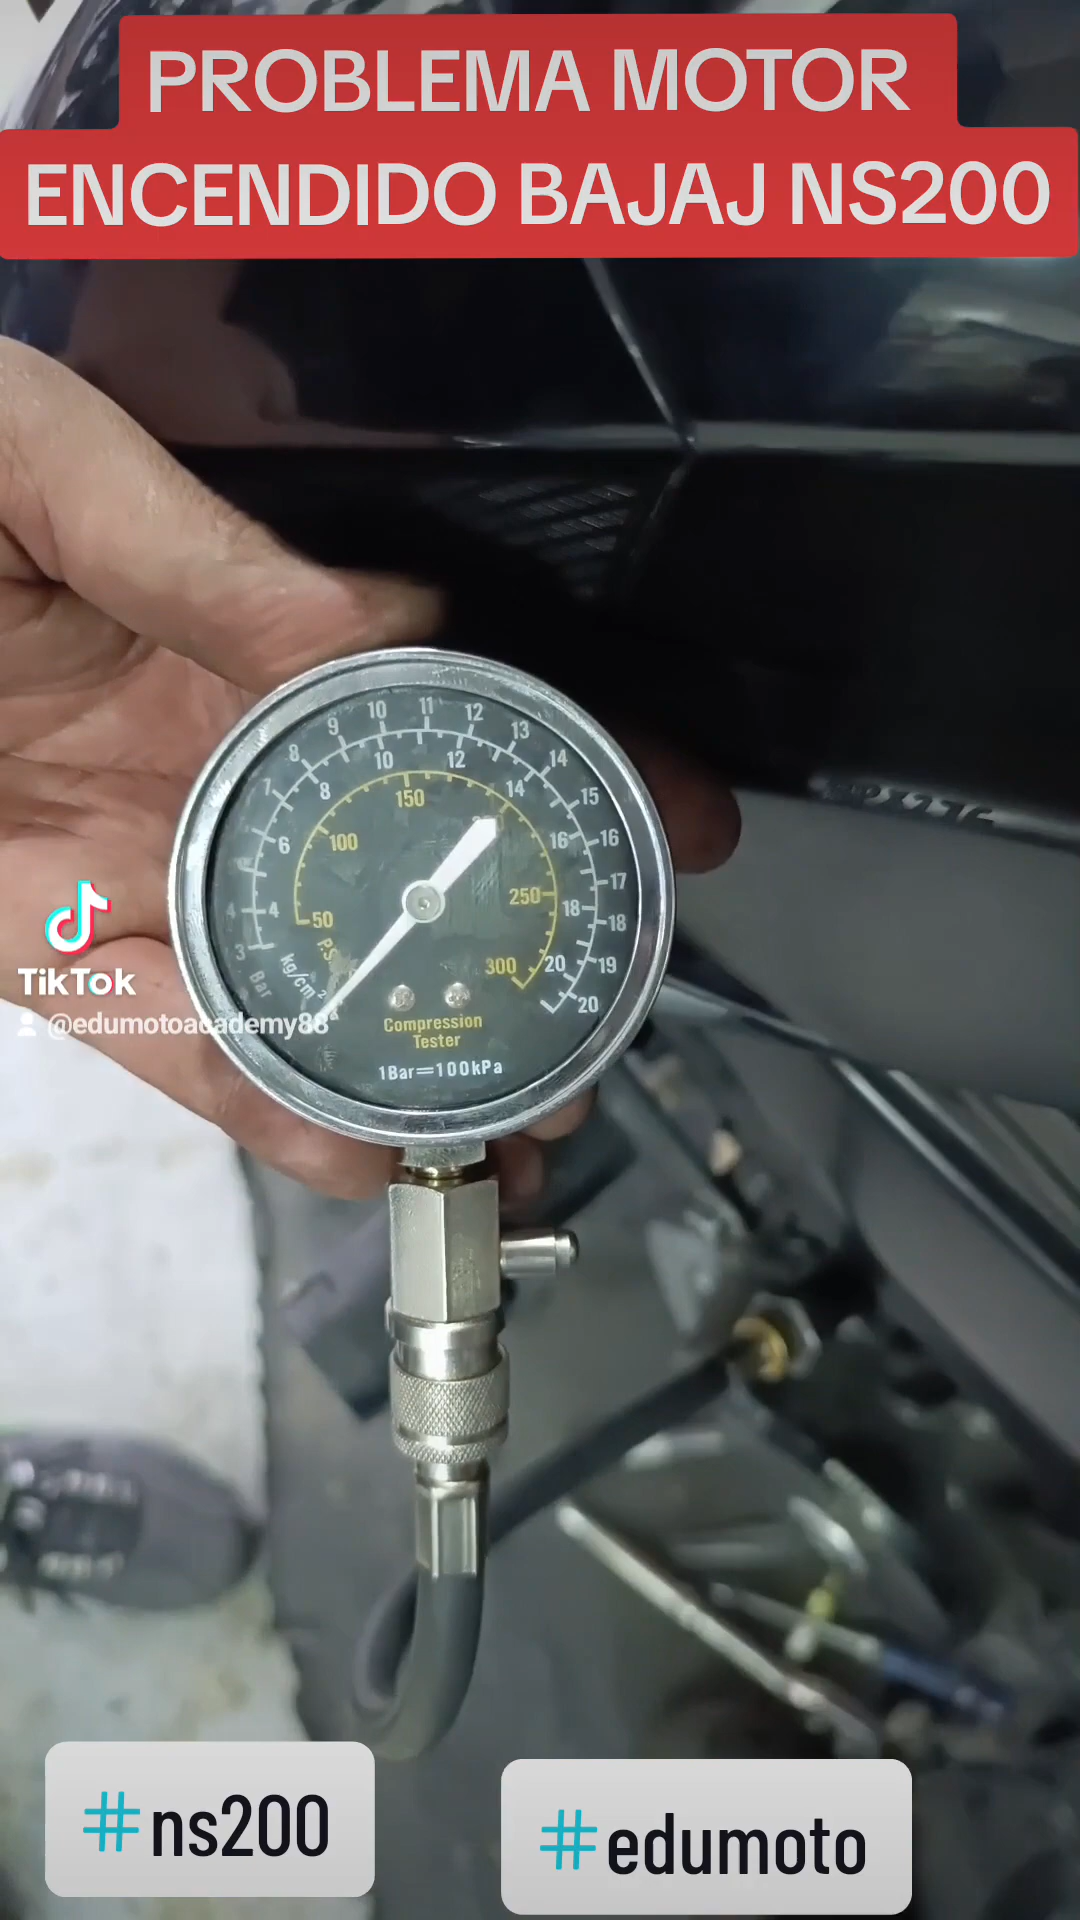 PROBLEMA MOTOR
ENCENDIDO BAJAJ NS200
3 4 6 7 8 9 10 11 12 13 14 15 16 17 18 19 20
Bar
4 6 8 10 12 14 16 18 20
kg/cm²
50 100 150 250 300
Compression
Tester
1Bar=100kPa
TikTok
@edumotoacademy88
#ns200
#edumoto